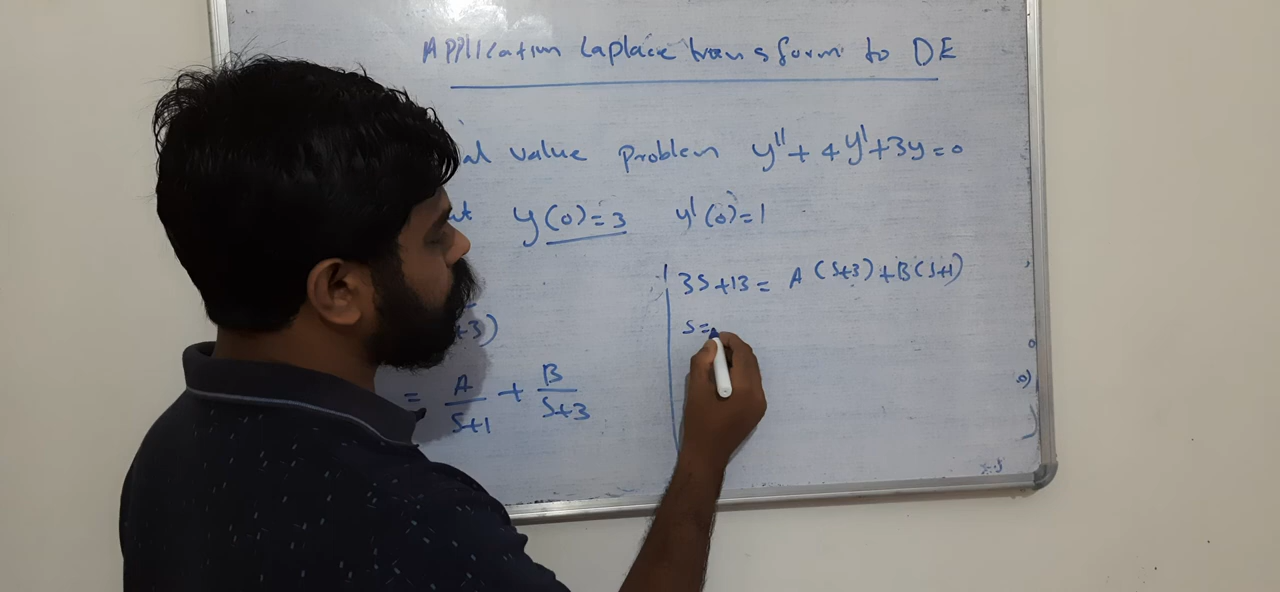 Application Laplace transform to DE
value problem y'' + 4y' + 3y = 0
y(0) = 3 y'(0) = 1
3S + 13 = A (S+3) + B (S+1)
S =
+3)
= A/S+1 + B/S+3